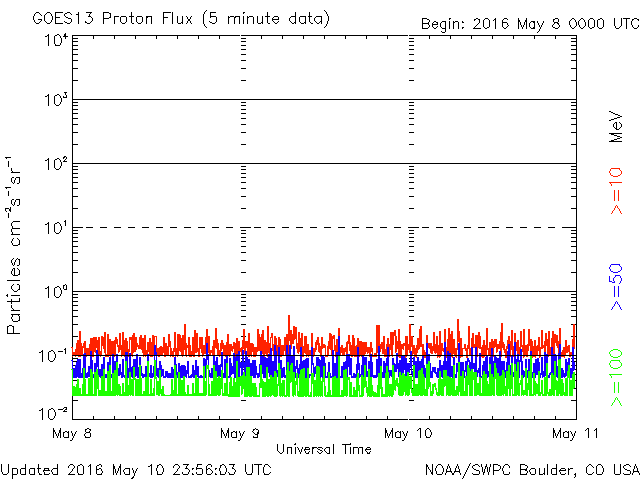 GOES13 Proton Flux (5 minute data)
Begin: 2016 May 8 0000 UTC
Particles cm⁻²s⁻¹sr⁻¹
10⁴
10³
10²
10¹
10⁰
10⁻¹
10⁻²
May 8
May 9
May 10
May 11
Universal Time
MeV
>=10
>=50
>=100
Updated 2016 May 10 23:56:03 UTC
NOAA/SWPC Boulder, CO USA